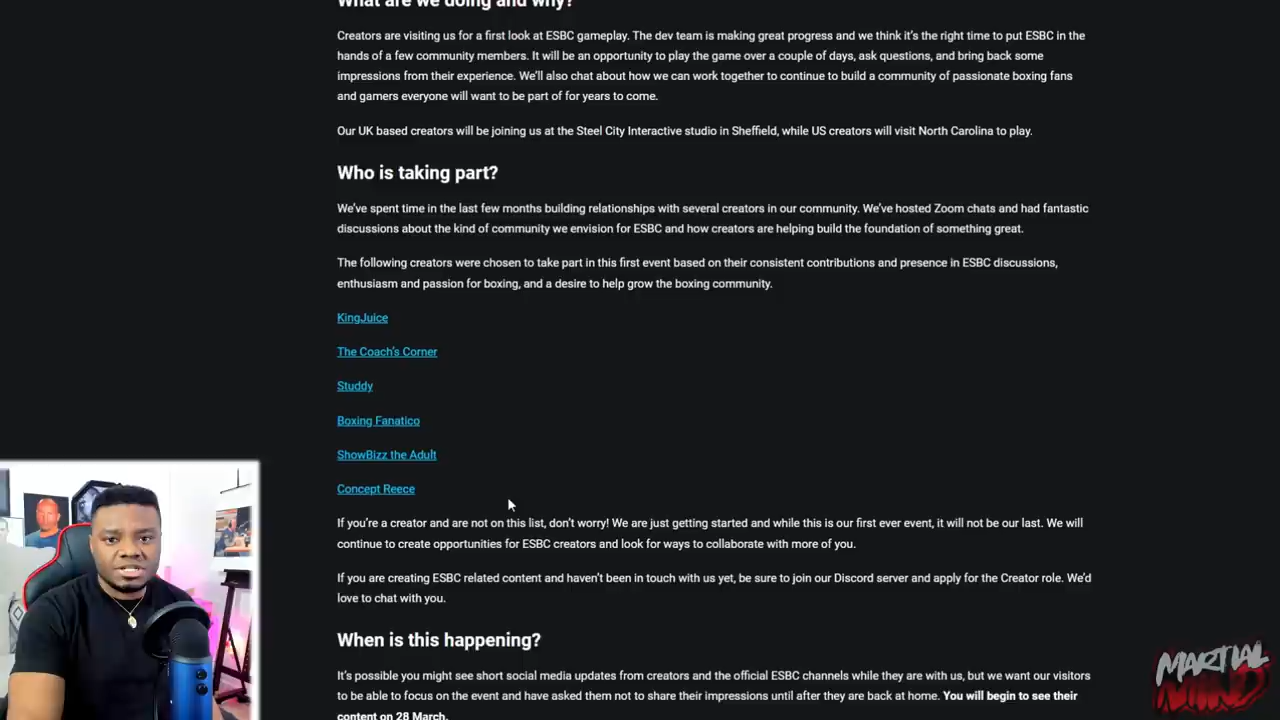 What are we doing and why?
Creators are visiting us for a first look at ESBC gameplay. The dev team is making great progress and we think it's the right time to put ESBC in the
hands of a few community members. It will be an opportunity to play the game over a couple of days, ask questions, and bring back some
impressions from their experience. We'll also chat about how we can work together to continue to build a community of passionate boxing fans
and gamers everyone will want to be part of for years to come.
Our UK based creators will be joining us at the Steel City Interactive studio in Sheffield, while US creators will visit North Carolina to play.
Who is taking part?
We've spent time in the last few months building relationships with several creators in our community. We've hosted Zoom chats and had fantastic
discussions about the kind of community we envision for ESBC and how creators are helping build the foundation of something great.
The following creators were chosen to take part in this first event based on their consistent contributions and presence in ESBC discussions,
enthusiasm and passion for boxing, and a desire to help grow the boxing community.
KingJuice
The Coach's Corner
Studdy
Boxing Fanatico
ShowBizz the Adult
Concept Reece
If you're a creator and are not on this list, don't worry! We are just getting started and while this is our first ever event, it will not be our last. We will
continue to create opportunities for ESBC creators and look for ways to collaborate with more of you.
If you are creating ESBC related content and haven't been in touch with us yet, be sure to join our Discord server and apply for the Creator role. We'd
love to chat with you.
When is this happening?
It's possible you might see short social media updates from creators and the official ESBC channels while they are with us, but we want our visitors
to be able to focus on the event and have asked them not to share their impressions until after they are back at home. You will begin to see their
content on 28 March.
MARTIAL
MIND